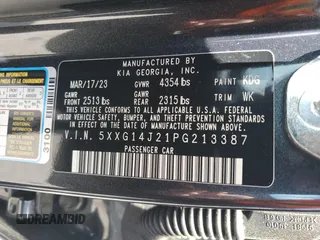 MANUFACTURED BY
KIA GEORGIA, INC.
MAR/17/23 GVWR 4354 lbs PAINT KDG
GAWR GAWR
FRONT 2513 lbs REAR 2315 lbs TRIM WK
THIS VEHICLE CONFORMS TO ALL APPLICABLE
FEDERAL MOTOR VEHICLE SAFETY, BUMPER, AND
THEFT PREVENTION STANDARDS IN EFFECT ON
THE DATE OF MANUFACTURE SHOWN ABOVE.
V.I.N. 5XXG14J21PG213387
PASSENGER CAR
3100
DREAMBID